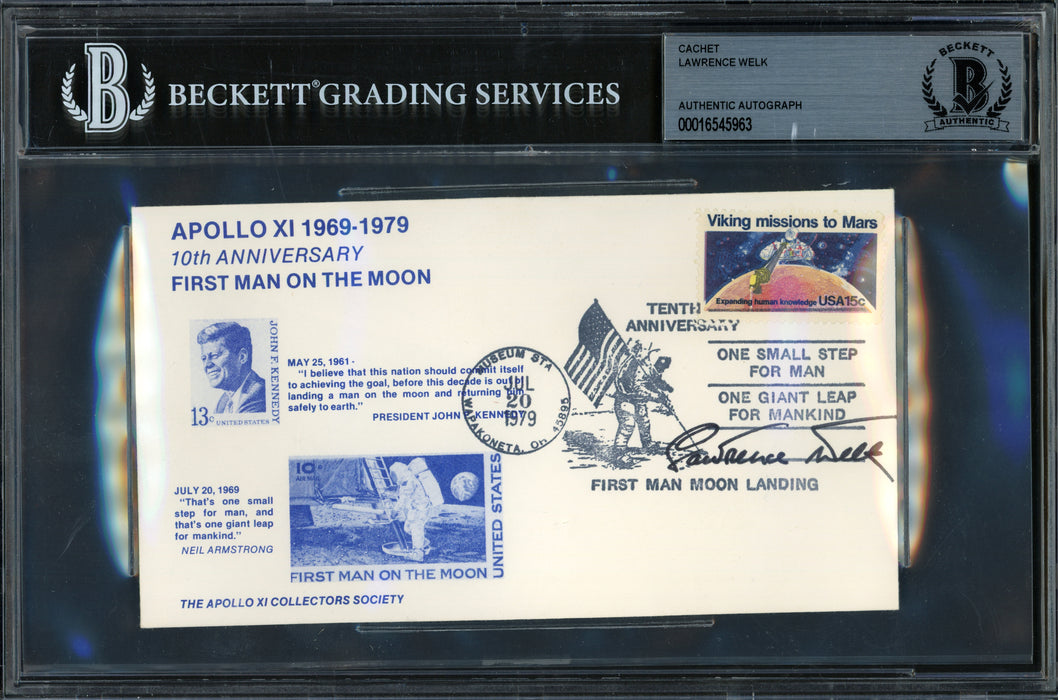 B
BECKETT® GRADING SERVICES
CACHET
LAWRENCE WELK
AUTHENTIC AUTOGRAPH
00016545963
BECKETT
B
AUTHENTIC
APOLLO XI 1969-1979
10th ANNIVERSARY
FIRST MAN ON THE MOON
Viking missions to Mars
Expanding human knowledge USA 15c
JOHN F. KENNEDY
13c UNITED STATES
MAY 25, 1961 -
"I believe that this nation should commit itself
to achieving the goal, before this decade is out, of
landing a man on the moon and returning him
safely to earth."
PRESIDENT JOHN F. KENNEDY
MUSEUM STA
JUL
20
1979
WAPAKONETA, OH 45895
TENTH
ANNIVERSARY
ONE SMALL STEP
FOR MAN
ONE GIANT LEAP
FOR MANKIND
Lawrence Welk
FIRST MAN MOON LANDING
JULY 20, 1969
"That's one small
step for man, and
that's one giant leap
for mankind."
NEIL ARMSTRONG
10c
AIR MAIL
UNITED STATES
FIRST MAN ON THE MOON
THE APOLLO XI COLLECTORS SOCIETY